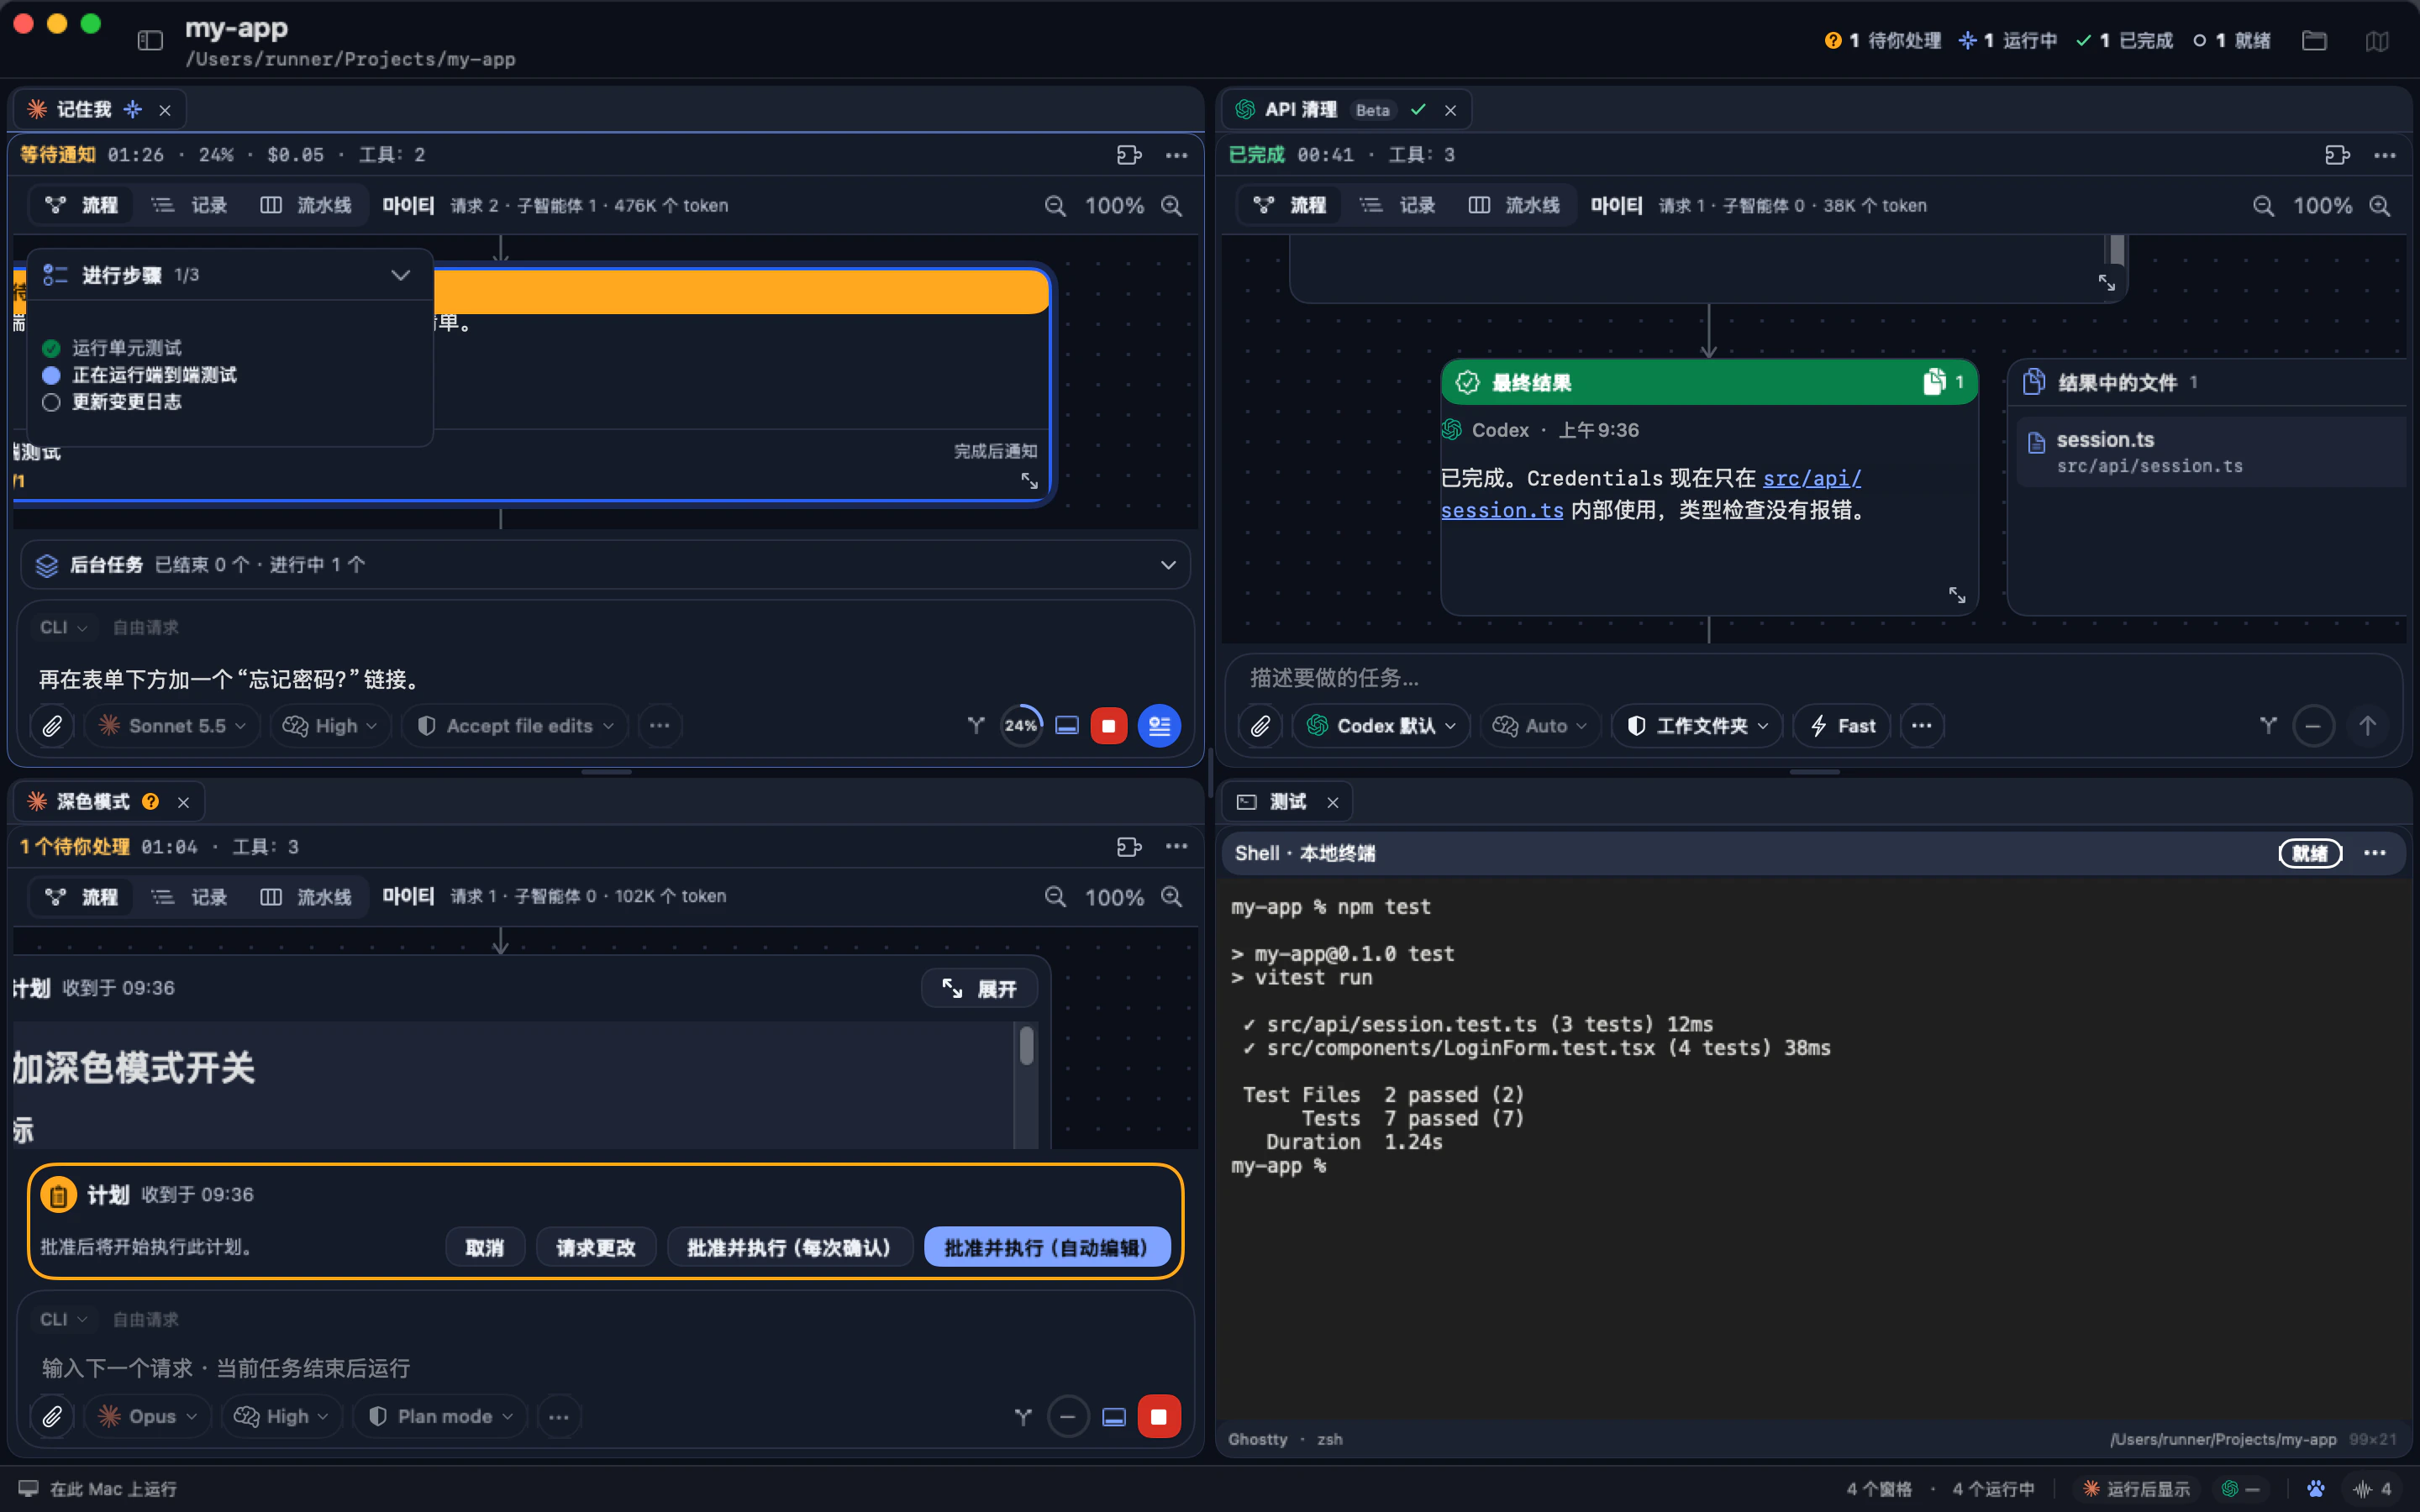 my-app
/Users/runner/Projects/my-app
1 待你处理 1 运行中 1 已完成 1 就绪
记住我
等待通知 01:26 · 24% · $0.05 · 工具: 2
流程 记录 流水线 마이티 请求 2 · 子智能体 1 · 476K 个 token
100%
进行步骤 1/3
运行单元测试
正在运行端到端测试
更新变更日志
单。
端测试
完成后通知
/1
后台任务 已结束 0 个 · 进行中 1 个
CLI 自由请求
再在表单下方加一个“忘记密码?”链接。
Sonnet 5.5 High Accept file edits
24%
API 清理 Beta
已完成 00:41 · 工具: 3
流程 记录 流水线 마이티 请求 1 · 子智能体 0 · 38K 个 token
100%
最终结果 1
Codex · 上午9:36
已完成。Credentials 现在只在 src/api/
session.ts 内部使用，类型检查没有报错。
结果中的文件 1
session.ts
src/api/session.ts
描述要做的任务...
Codex 默认 Auto 工作文件夹 Fast
深色模式
1 个待你处理 01:04 · 工具: 3
流程 记录 流水线 마이티 请求 1 · 子智能体 0 · 102K 个 token
100%
计划 收到于 09:36
展开
加深色模式开关
标
计划 收到于 09:36
批准后将开始执行此计划。
取消 请求更改 批准并执行 (每次确认) 批准并执行 (自动编辑)
CLI 自由请求
输入下一个请求 · 当前任务结束后运行
Opus High Plan mode
测试
Shell · 本地终端
就绪
my-app % npm test
> my-app@0.1.0 test
> vitest run
✓ src/api/session.test.ts (3 tests) 12ms
✓ src/components/LoginForm.test.tsx (4 tests) 38ms
Test Files 2 passed (2)
Tests 7 passed (7)
Duration 1.24s
my-app %
Ghostty · zsh
/Users/runner/Projects/my-app 99×21
在此 Mac 上运行
4 个窗格 · 4 个运行中
运行后显示
4